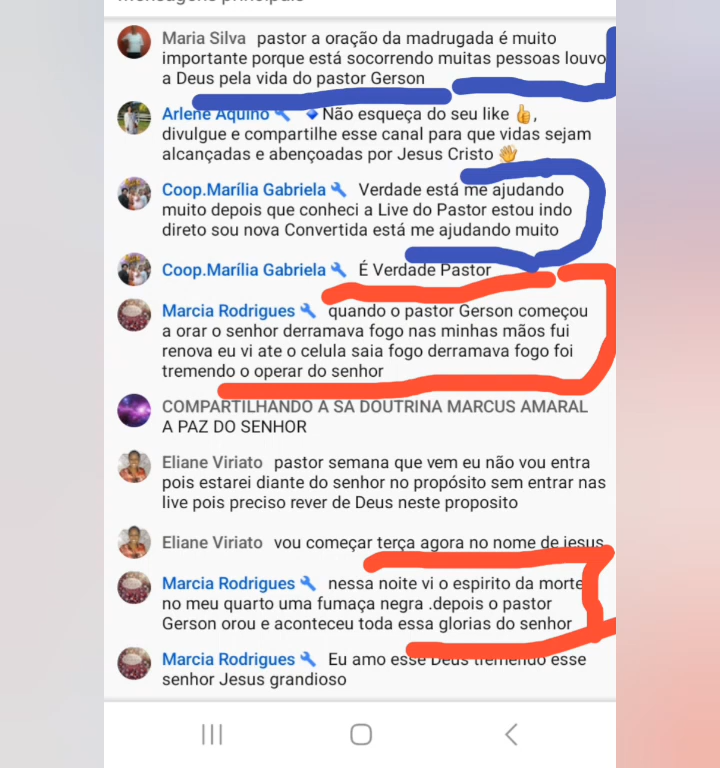 Maria Silva pastor a oração da madrugada é muito
importante porque está socorrendo muitas pessoas louvo
a Deus pela vida do pastor Gerson
Arlene Aquino Não esqueça do seu like 👍,
divulgue e compartilhe esse canal para que vidas sejam
alcançadas e abençoadas por Jesus Cristo 👋
Coop.Marília Gabriela Verdade está me ajudando
muito depois que conheci a Live do Pastor estou indo
direto sou nova Convertida está me ajudando muito
Coop.Marília Gabriela É Verdade Pastor
Marcia Rodrigues quando o pastor Gerson começou
a orar o senhor derramava fogo nas minhas mãos fui
renova eu vi ate o celula saia fogo derramava fogo foi
tremendo o operar do senhor
COMPARTILHANDO A SA DOUTRINA MARCUS AMARAL
A PAZ DO SENHOR
Eliane Viriato pastor semana que vem eu não vou entra
pois estarei diante do senhor no propósito sem entrar nas
live pois preciso rever de Deus neste proposito
Eliane Viriato vou começar terça agora no nome de jesus
Marcia Rodrigues nessa noite vi o espirito da morte
no meu quarto uma fumaça negra .depois o pastor
Gerson orou e aconteceu toda essa glorias do senhor
Marcia Rodrigues Eu amo esse Deus tremendo esse
senhor Jesus grandioso